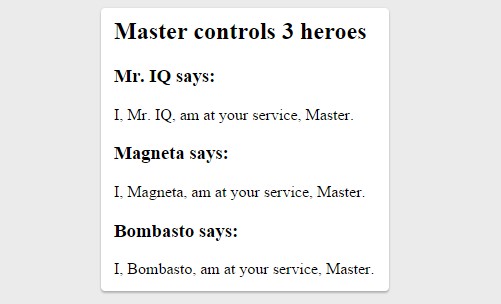 Master controls 3 heroes
Mr. IQ says:
I, Mr. IQ, am at your service, Master.
Magneta says:
I, Magneta, am at your service, Master.
Bombasto says:
I, Bombasto, am at your service, Master.